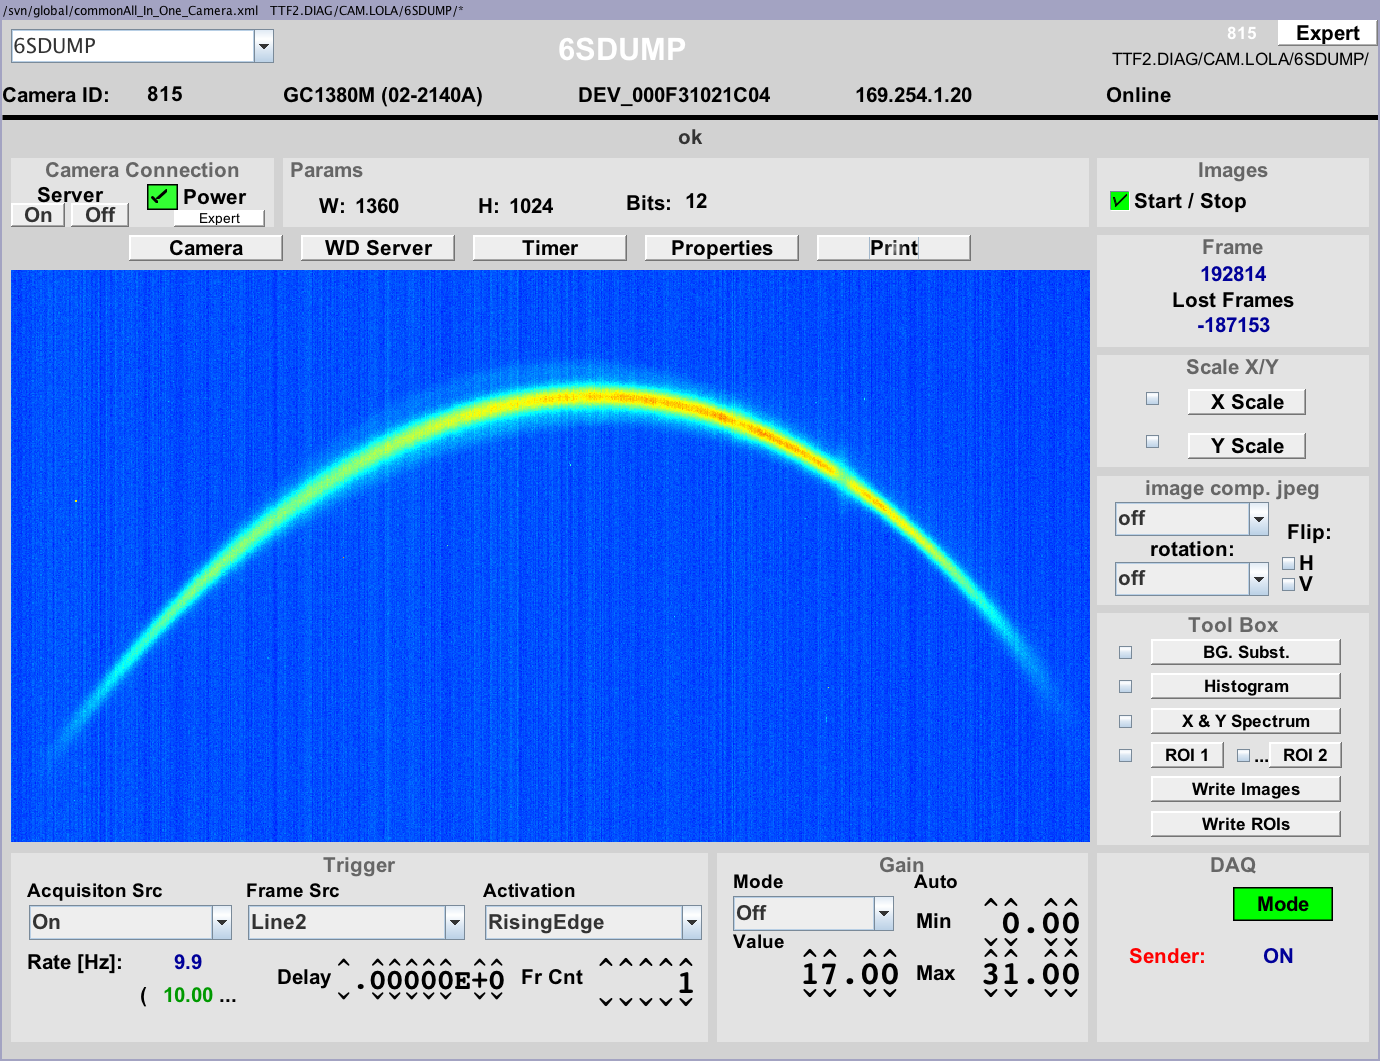 /svn/global/commonAll_In_One_Camera.xml TTF2.DIAG/CAM.LOLA/6SDUMP/*
6SDUMP
6SDUMP
815
Expert
TTF2.DIAG/CAM.LOLA/6SDUMP/
Camera ID: 815 GC1380M (02-2140A) DEV_000F31021C04 169.254.1.20 Online
ok
Camera Connection
Server
On Off
Power
Expert
Params
W: 1360 H: 1024 Bits: 12
Images
Start / Stop
Camera WD Server Timer Properties Print
Frame
192814
Lost Frames
-187153
Scale X/Y
X Scale
Y Scale
image comp. jpeg
off
Flip:
rotation:
off
H
V
Tool Box
BG. Subst.
Histogram
X & Y Spectrum
ROI 1 ... ROI 2
Write Images
Write ROIs
Trigger
Acquisiton Src Frame Src Activation
On Line2 RisingEdge
Rate [Hz]: 9.9
( 10.00 ...
Delay .00000E+0 Fr Cnt 1
Gain
Mode Auto
Off Min 0.00
Value
17.00 Max 31.00
DAQ
Mode
Sender: ON